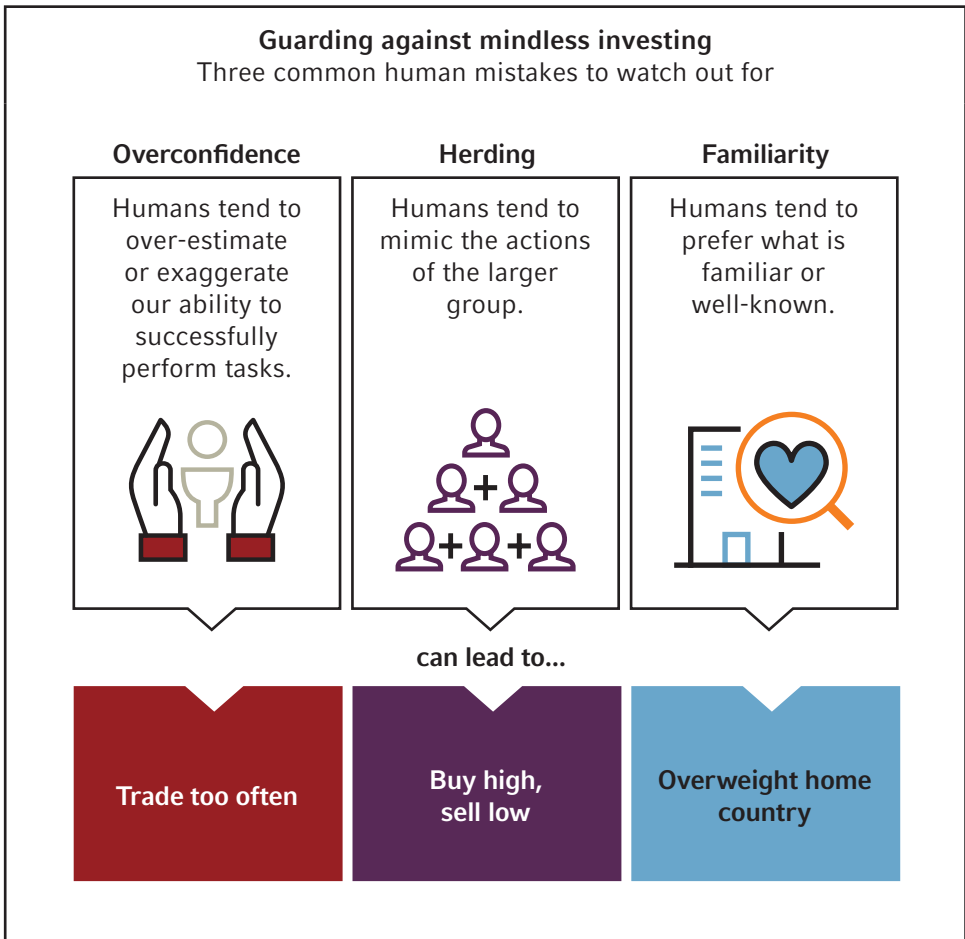 Guarding against mindless investing
Three common human mistakes to watch out for
Overconfidence
Humans tend to
over-estimate
or exaggerate
our ability to
successfully
perform tasks.
Herding
Humans tend to
mimic the actions
of the larger
group.
Familiarity
Humans tend to
prefer what is
familiar or
well-known.
can lead to...
Trade too often
Buy high,
sell low
Overweight home
country